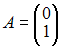 A = (0
1)